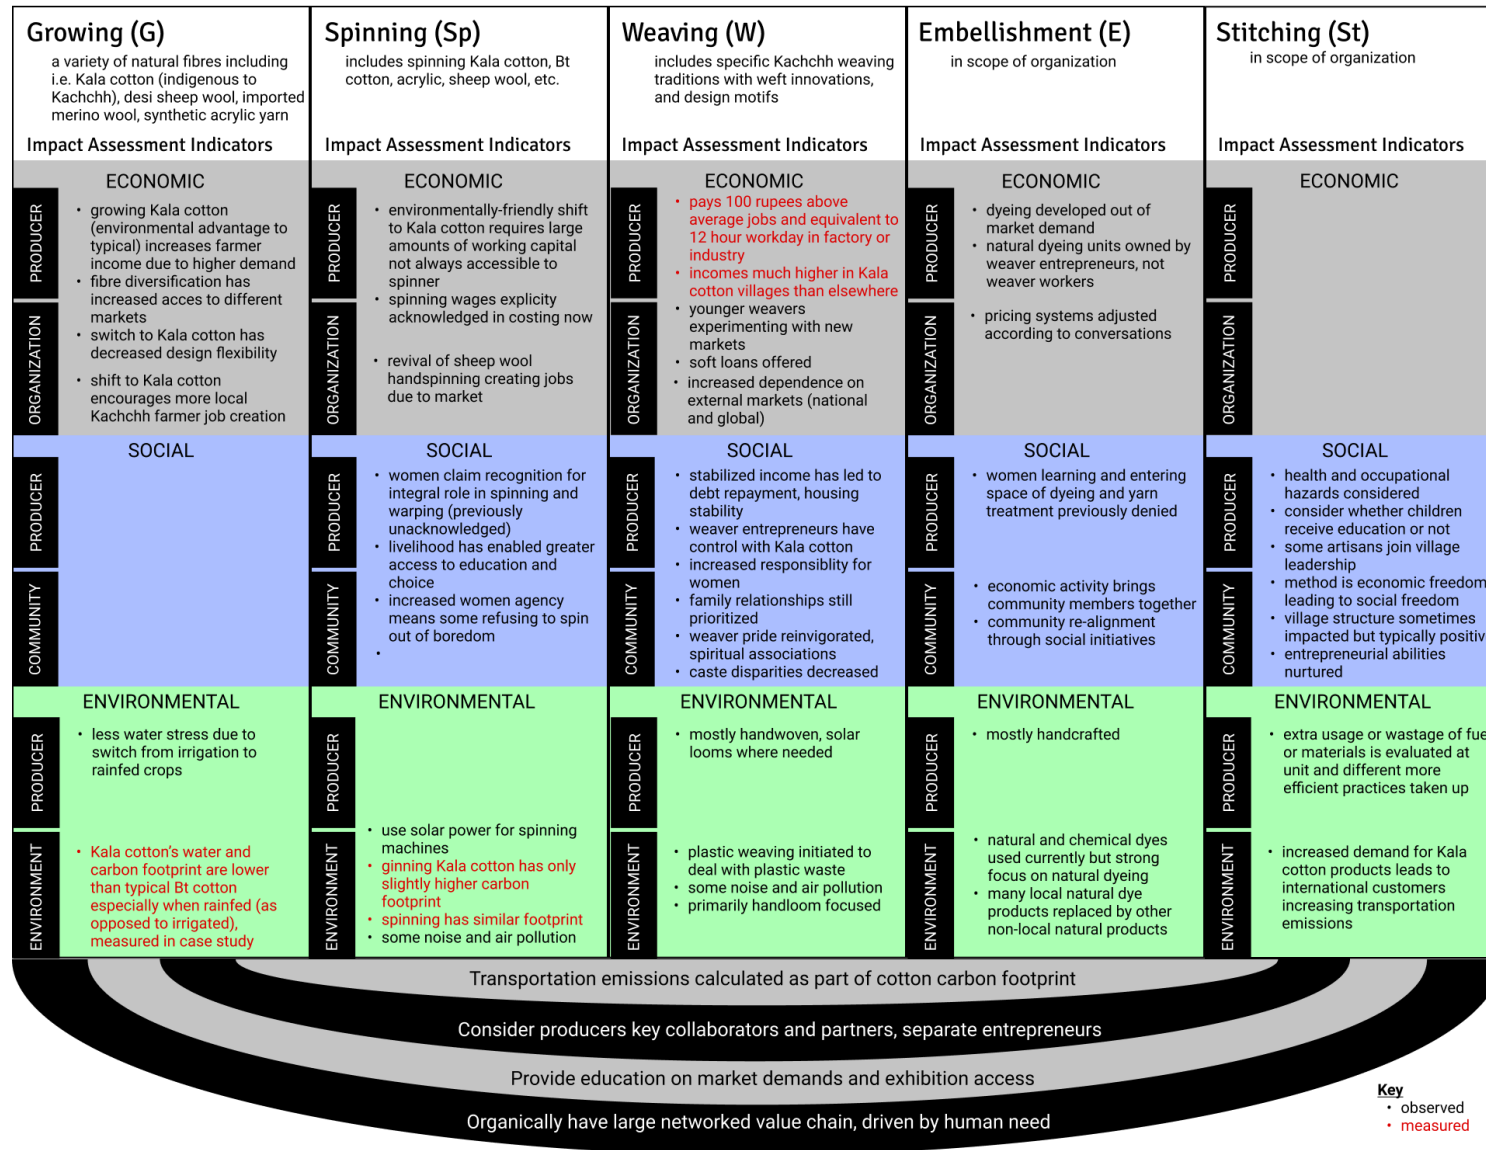 Growing (G)
a variety of natural fibres including
i.e. Kala cotton (indigenous to
Kachchh), desi sheep wool, imported
merino wool, synthetic acrylic yarn
Impact Assessment Indicators
ECONOMIC
PRODUCER
• growing Kala cotton
(environmental advantage to
typical) increases farmer
income due to higher demand
• fibre diversification has
increased acces to different
markets
• switch to Kala cotton has
decreased design flexibility
ORGANIZATION
• shift to Kala cotton
encourages more local
Kachchh farmer job creation
SOCIAL
PRODUCER
COMMUNITY
ENVIRONMENTAL
PRODUCER
• less water stress due to
switch from irrigation to
rainfed crops
ENVIRONMENT
• Kala cotton's water and
carbon footprint are lower
than typical Bt cotton
especially when rainfed (as
opposed to irrigated),
measured in case study
Spinning (Sp)
includes spinning Kala cotton, Bt
cotton, acrylic, sheep wool, etc.
Impact Assessment Indicators
ECONOMIC
PRODUCER
• environmentally-friendly shift
to Kala cotton requires large
amounts of working capital
not always accessible to
spinner
• spinning wages explicity
acknowledged in costing now
ORGANIZATION
• revival of sheep wool
handspinning creating jobs
due to market
SOCIAL
PRODUCER
• women claim recognition for
integral role in spinning and
warping (previously
unacknowledged)
• livelihood has enabled greater
access to education and
choice
COMMUNITY
• increased women agency
means some refusing to spin
out of boredom
•
ENVIRONMENTAL
PRODUCER
ENVIRONMENT
• use solar power for spinning
machines
• ginning Kala cotton has only
slightly higher carbon
footprint
• spinning has similar footprint
• some noise and air pollution
Weaving (W)
includes specific Kachchh weaving
traditions with weft innovations,
and design motifs
Impact Assessment Indicators
ECONOMIC
PRODUCER
• pays 100 rupees above
average jobs and equivalent to
12 hour workday in factory or
industry
• incomes much higher in Kala
cotton villages than elsewhere
ORGANIZATION
• younger weavers
experimenting with new
markets
• soft loans offered
• increased dependence on
external markets (national
and global)
SOCIAL
PRODUCER
• stabilized income has led to
debt repayment, housing
stability
• weaver entrepreneurs have
control with Kala cotton
• increased responsiblity for
women
COMMUNITY
• family relationships still
prioritized
• weaver pride reinvigorated,
spiritual associations
• caste disparities decreased
ENVIRONMENTAL
PRODUCER
• mostly handwoven, solar
looms where needed
ENVIRONMENT
• plastic weaving initiated to
deal with plastic waste
• some noise and air pollution
• primarily handloom focused
Embellishment (E)
in scope of organization
Impact Assessment Indicators
ECONOMIC
PRODUCER
• dyeing developed out of
market demand
• natural dyeing units owned by
weaver entrepreneurs, not
weaver workers
ORGANIZATION
• pricing systems adjusted
according to conversations
SOCIAL
PRODUCER
• women learning and entering
space of dyeing and yarn
treatment previously denied
COMMUNITY
• economic activity brings
community members together
• community re-alignment
through social initiatives
ENVIRONMENTAL
PRODUCER
• mostly handcrafted
ENVIRONMENT
• natural and chemical dyes
used currently but strong
focus on natural dyeing
• many local natural dye
products replaced by other
non-local natural products
Stitching (St)
in scope of organization
Impact Assessment Indicators
ECONOMIC
PRODUCER
ORGANIZATION
SOCIAL
PRODUCER
• health and occupational
hazards considered
• consider whether children
receive education or not
• some artisans join village
leadership
COMMUNITY
• method is economic freedom
leading to social freedom
• village structure sometimes
impacted but typically positiv
• entrepreneurial abilities
nurtured
ENVIRONMENTAL
PRODUCER
• extra usage or wastage of fue
or materials is evaluated at
unit and different more
efficient practices taken up
ENVIRONMENT
• increased demand for Kala
cotton products leads to
international customers
increasing transportation
emissions
Transportation emissions calculated as part of cotton carbon footprint
Consider producers key collaborators and partners, separate entrepreneurs
Provide education on market demands and exhibition access
Organically have large networked value chain, driven by human need
Key
• observed
• measured